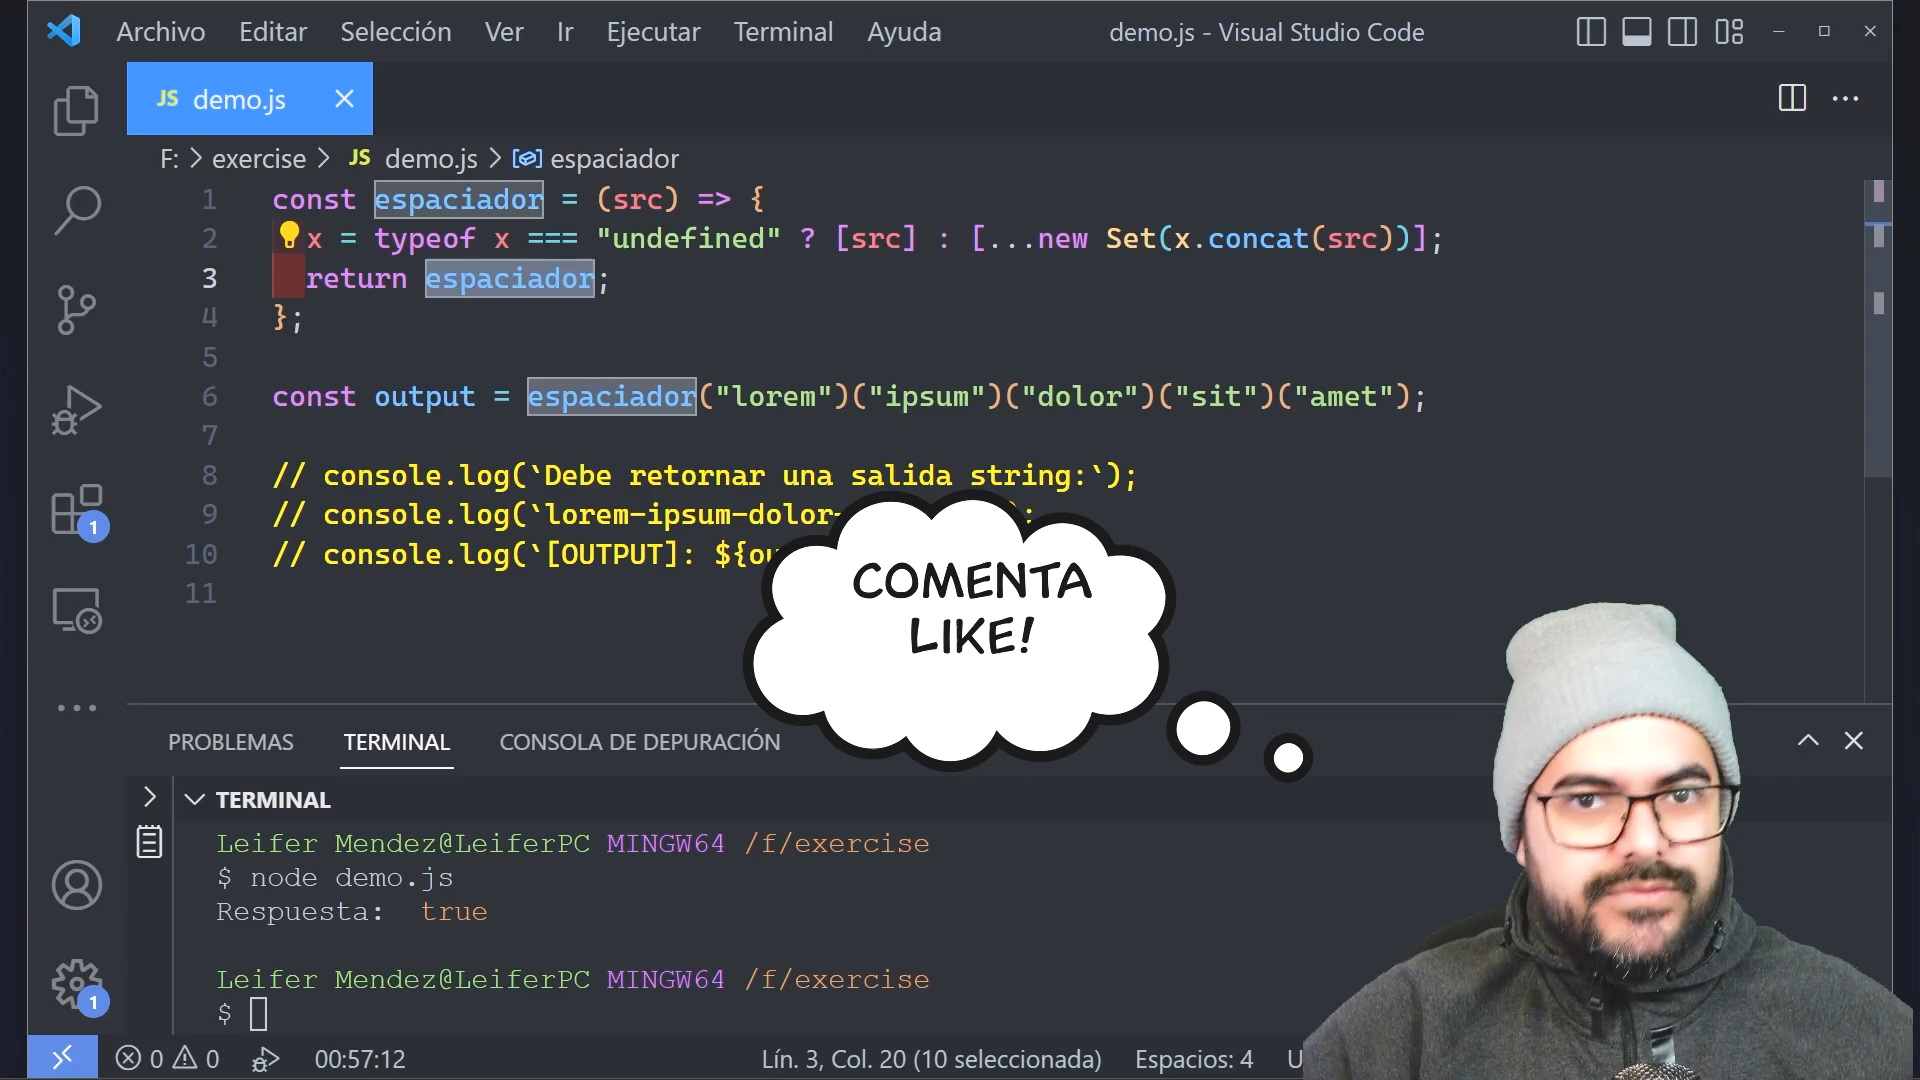 Archivo Editar Selección Ver Ir Ejecutar Terminal Ayuda demo.js - Visual Studio Code
JS demo.js
F: > exercise > JS demo.js > espaciador
1 const espaciador = (src) => {
2 x = typeof x === "undefined" ? [src] : [...new Set(x.concat(src))];
3 return espaciador;
4 };
5
6 const output = espaciador("lorem")("ipsum")("dolor")("sit")("amet");
7
8 // console.log(`Debe retornar una salida string:`);
9 // console.log(`lorem-ipsum-dolor-
10 // console.log(`[OUTPUT]: ${ou
11
COMENTA
LIKE!
1
PROBLEMAS TERMINAL CONSOLA DE DEPURACIÓN
TERMINAL
Leifer Mendez@LeiferPC MINGW64 /f/exercise
$ node demo.js
Respuesta: true
Leifer Mendez@LeiferPC MINGW64 /f/exercise
$
1
0 0 00:57:12 Lín. 3, Col. 20 (10 seleccionada) Espacios: 4 U